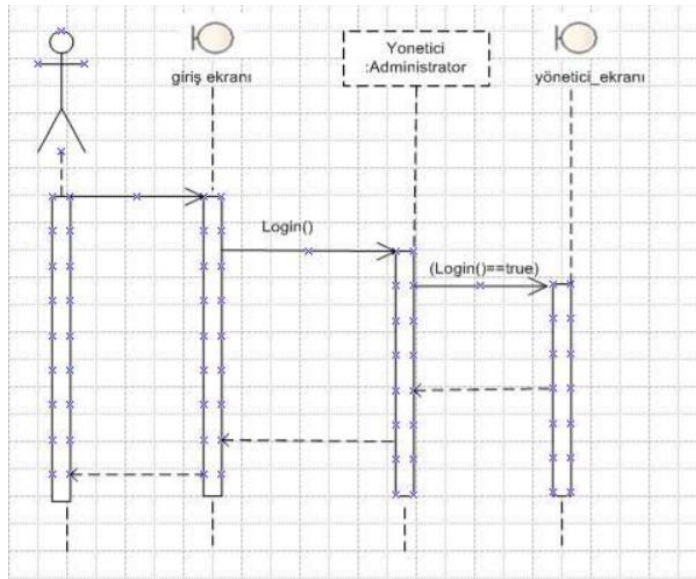 giriş ekranı
Yonetici
:Administrator
yönetici_ekranı
Login()
(Login()==true)